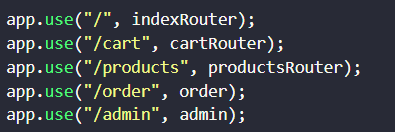 app.use("/", indexRouter);
app.use("/cart", cartRouter);
app.use("/products", productsRouter);
app.use("/order", order);
app.use("/admin", admin);